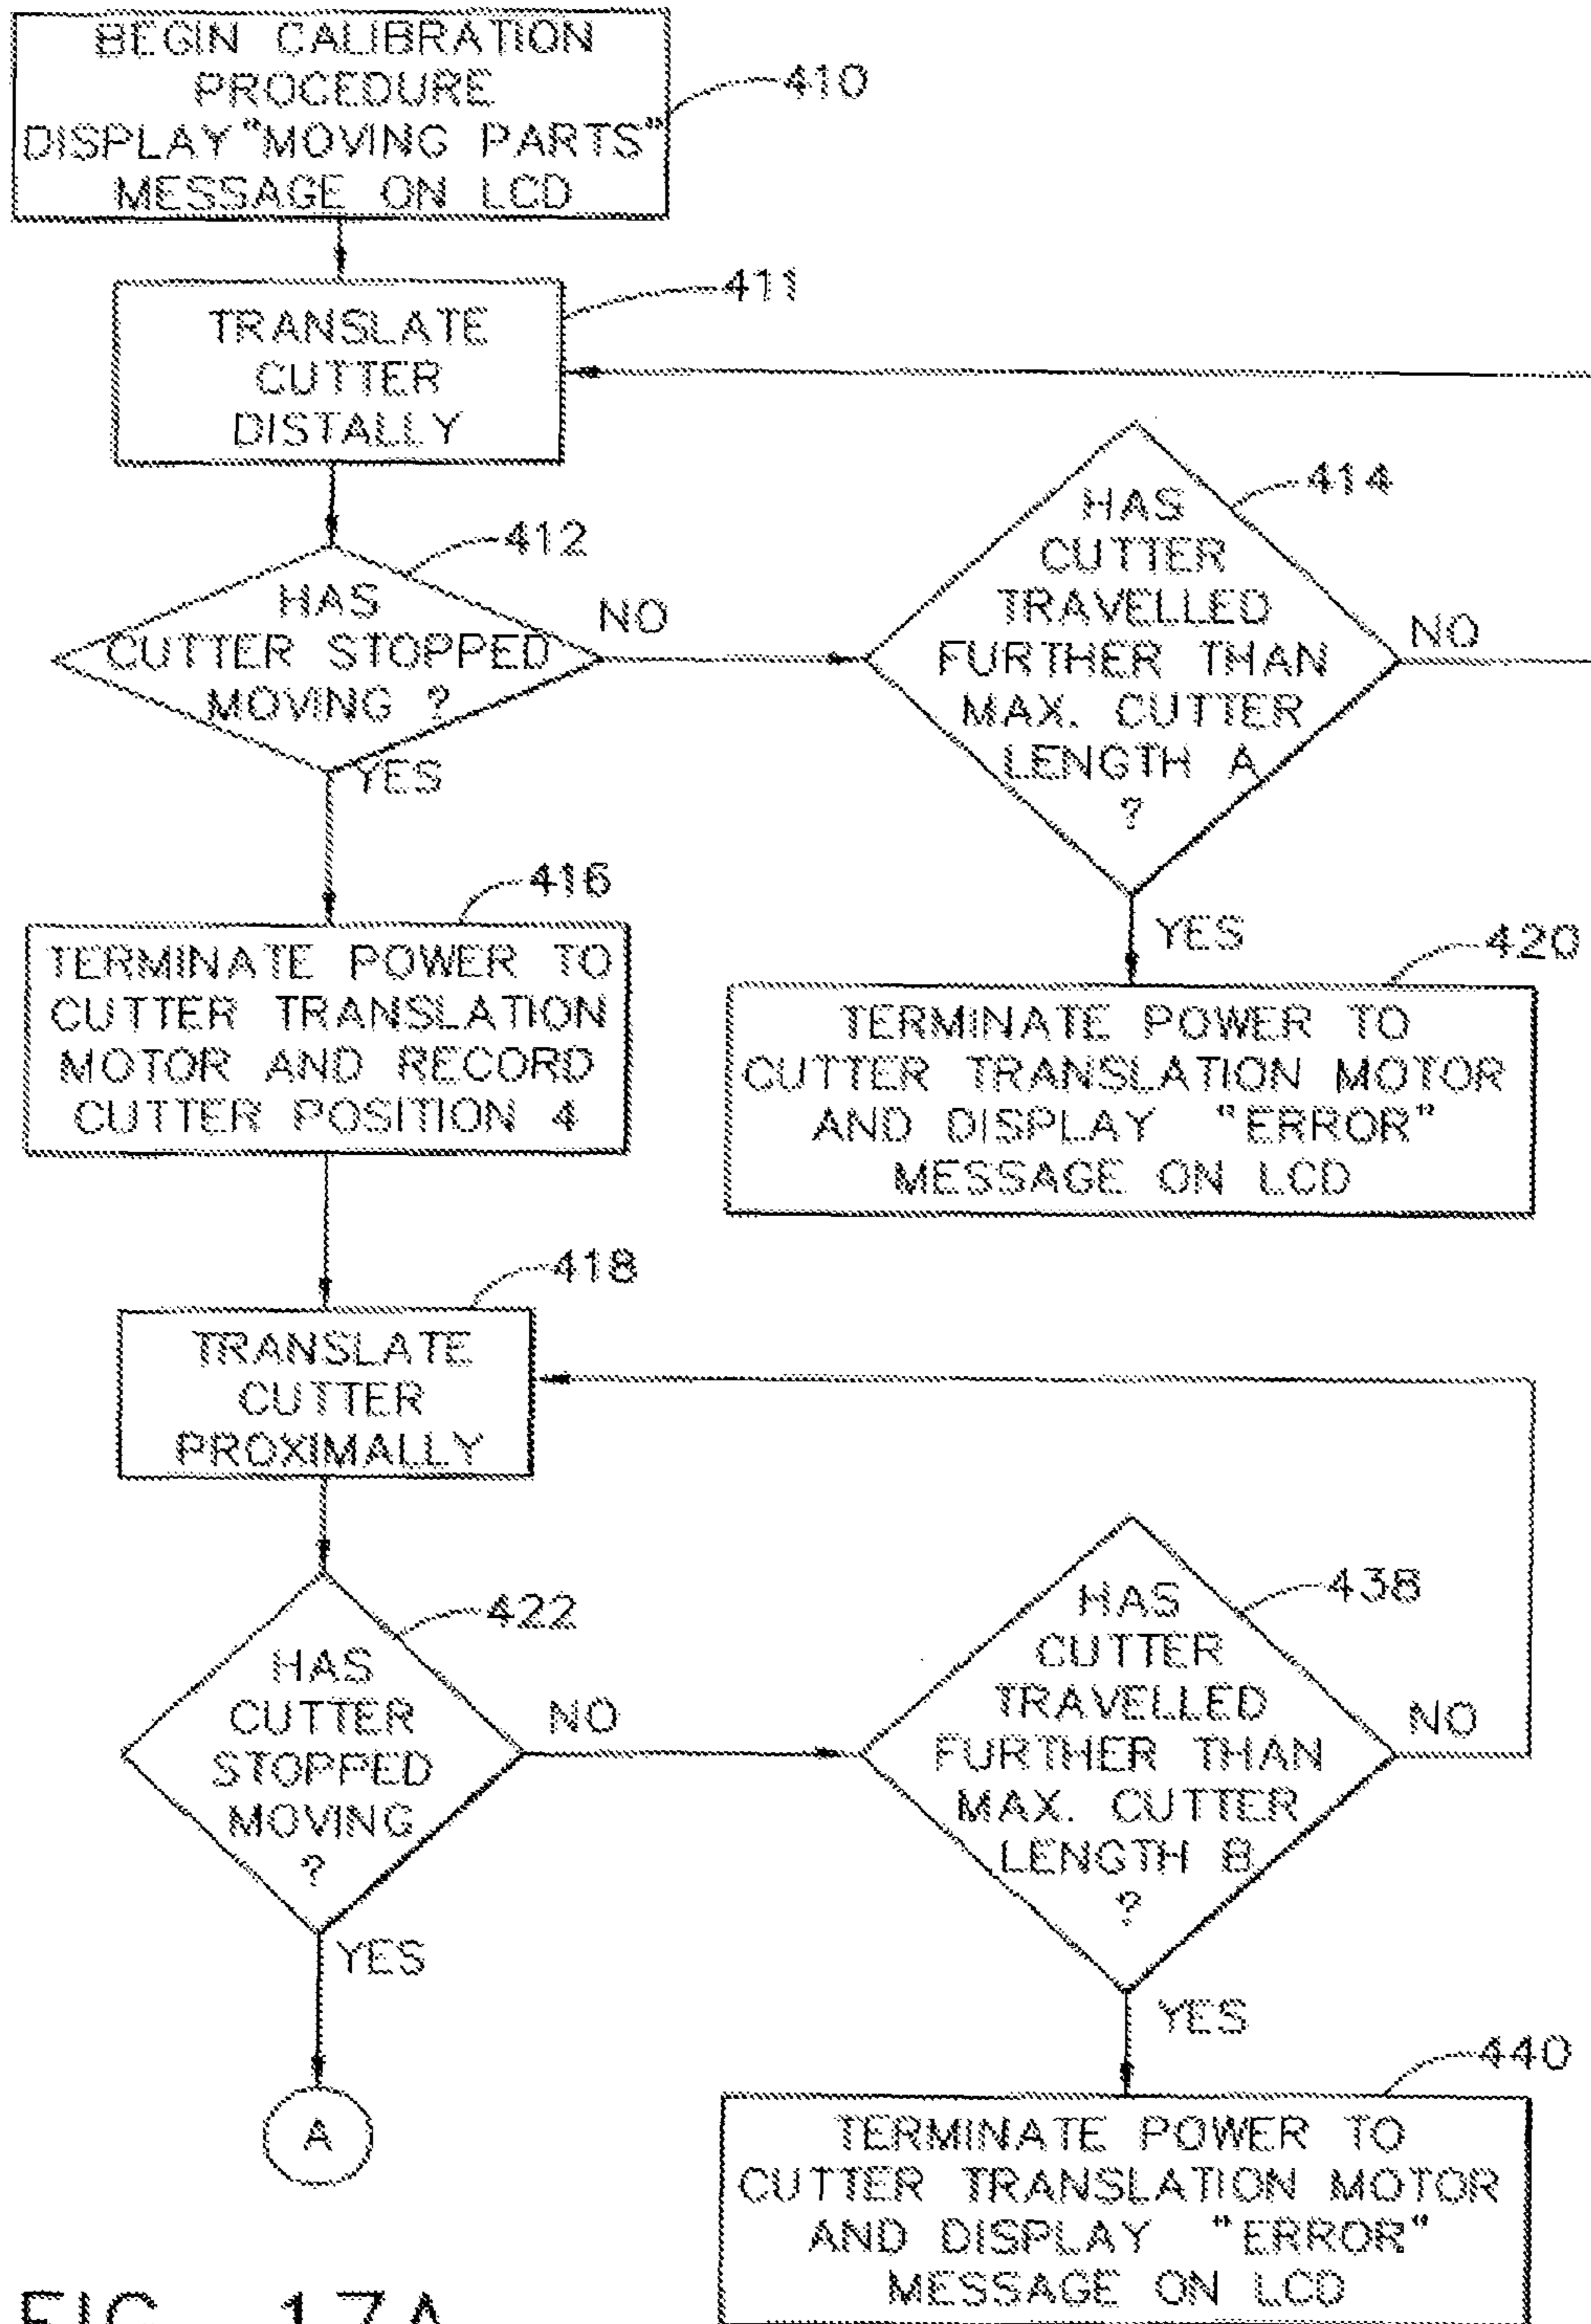 BEGIN CALIBRATION
PROCEDURE
DISPLAY "MOVING PARTS"
MESSAGE ON LCD
410
TRANSLATE
CUTTER
DISTALLY
411
HAS
CUTTER STOPPED
MOVING ?
412
NO
YES
HAS
CUTTER
TRAVELLED
FURTHER THAN
MAX. CUTTER
LENGTH A
?
414
NO
YES
TERMINATE POWER TO
CUTTER TRANSLATION
MOTOR AND RECORD
CUTTER POSITION 4
416
TERMINATE POWER TO
CUTTER TRANSLATION MOTOR
AND DISPLAY "ERROR"
MESSAGE ON LCD
420
TRANSLATE
CUTTER
PROXIMALLY
418
HAS
CUTTER
STOPPED
MOVING
?
422
NO
YES
HAS
CUTTER
TRAVELLED
FURTHER THAN
MAX. CUTTER
LENGTH B
?
438
NO
YES
A
TERMINATE POWER TO
CUTTER TRANSLATION MOTOR
AND DISPLAY "ERROR"
MESSAGE ON LCD
440
FIG. 17A